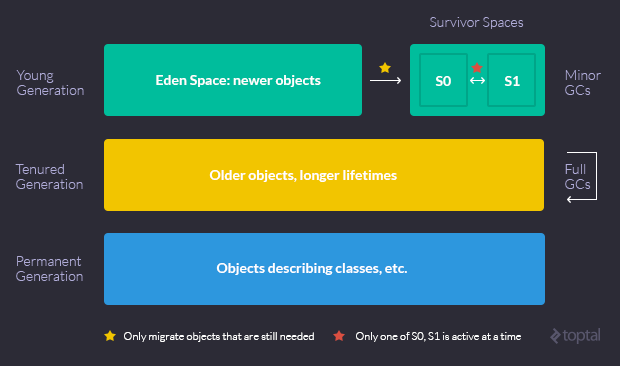 Survivor Spaces
Young
Generation
Eden Space: newer objects
S0
S1
Minor
GCs
Tenured
Generation
Older objects, longer lifetimes
Full
GCs
Permanent
Generation
Objects describing classes, etc.
Only migrate objects that are still needed
Only one of S0, S1 is active at a time
toptal